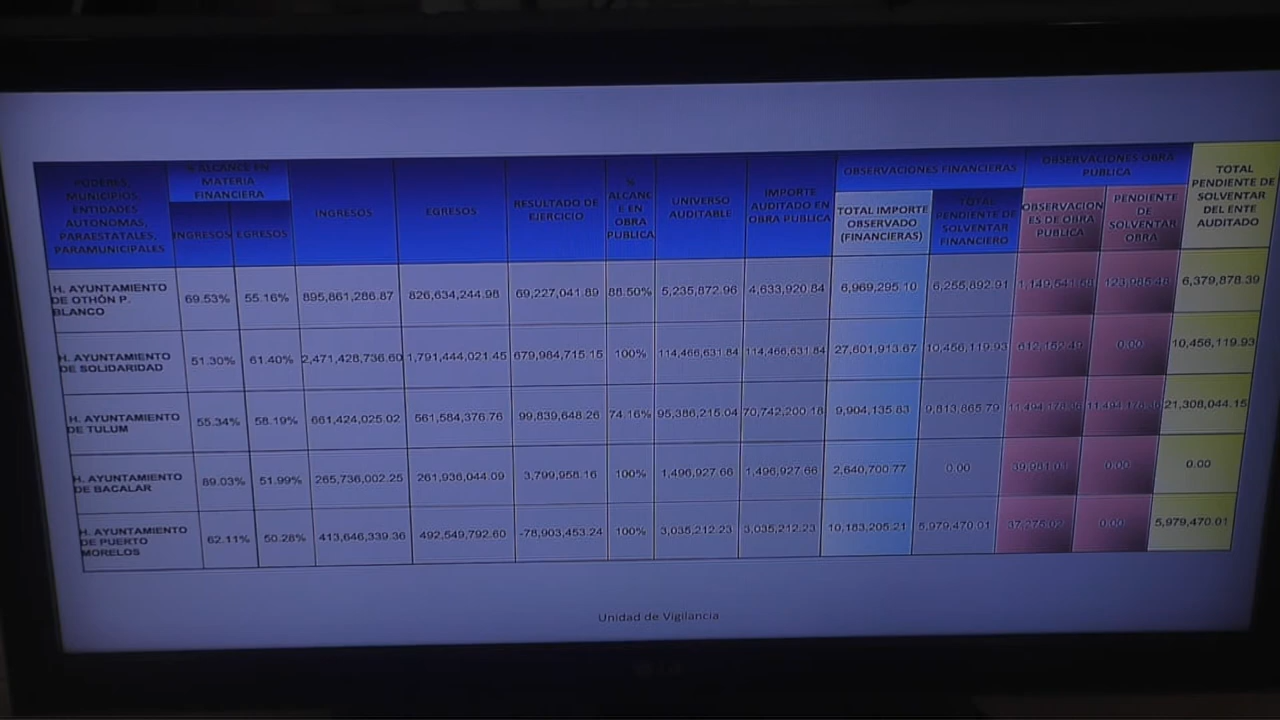 PODERES, MUNICIPIOS, ENTIDADES AUTONOMAS, PARAESTATALES, PARAMUNICIPALES
% ALCANCE EN MATERIA FINANCIERA
INGRESOS EGRESOS
INGRESOS
EGRESOS
RESULTADO DE EJERCICIO
% ALCANCE EN OBRA PUBLICA
UNIVERSO AUDITABLE
IMPORTE AUDITADO EN OBRA PUBLICA
OBSERVACIONES FINANCIERAS
TOTAL IMPORTE OBSERVADO (FINANCIERAS)
TOTAL PENDIENTE DE SOLVENTAR FINANCIERO
OBSERVACIONES OBRA PÚBLICA
OBSERVACIONES DE OBRA PUBLICA
PENDIENTE DE SOLVENTAR OBRA
TOTAL PENDIENTE DE SOLVENTAR DEL ENTE AUDITADO
H. AYUNTAMIENTO DE OTHÓN P. BLANCO 69.53% 55.16% 895,861,286.87 826,634,244.98 69,227,041.89 88.50% 5,235,872.96 4,633,920.84 6,969,295.10 6,255,892.91 6,379,878.39
H. AYUNTAMIENTO DE SOLIDARIDAD 51.30% 61.40% 2,471,428,736.60 1,791,444,021.45 679,984,715.15 100% 114,466,631.84 114,466,631.84 27,601,913.67 10,456,119.93 0.00 10,456,119.93
H. AYUNTAMIENTO DE TULUM 55.34% 58.19% 661,424,025.02 561,584,376.76 99,839,648.26 74.16% 95,386,215.04 70,742,200.18 9,904,135.83 9,813,865.79 21,308,044.15
H. AYUNTAMIENTO DE BACALAR 89.03% 51.99% 265,736,002.25 261,936,044.09 3,799,958.16 100% 1,496,927.66 1,496,927.66 2,640,700.77 0.00 0.00 0.00
H. AYUNTAMIENTO DE PUERTO MORELOS 62.11% 50.28% 413,646,339.36 492,549,792.60 -78,903,453.24 100% 3,035,212.23 3,035,212.23 10,183,205.21 5,979,470.01 0.00 5,979,470.01
Unidad de Vigilancia